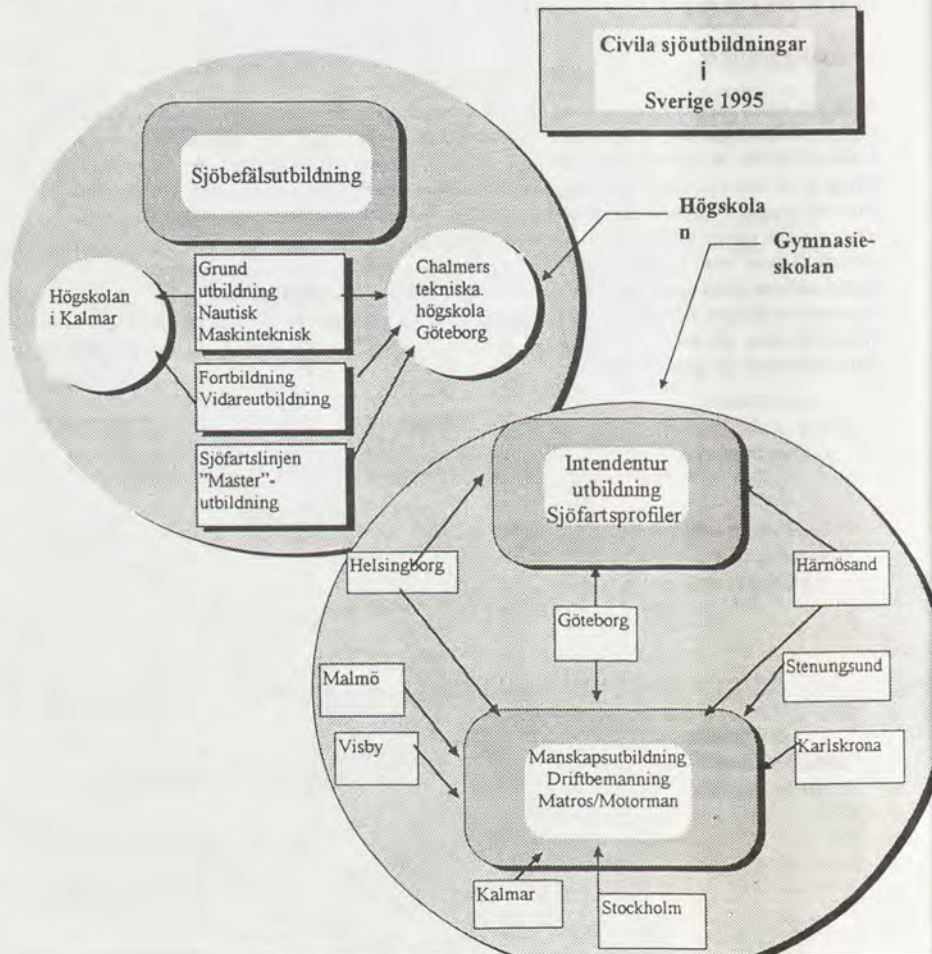 Civila sjöutbildningar
i
Sverige 1995
Sjöbefälsutbildning
Högskola
n
Gymnasie-
skolan
Högskolan
i Kalmar
Grund
utbildning
Nautisk
Maskinteknisk
Chalmers
tekniska.
högskola
Göteborg
Fortbildning
Vidareutbildning
Sjöfartslinjen
"Master"-
utbildning
Intendentur
utbildning
Sjöfartsprofiler
Helsingborg
Härnösand
Göteborg
Stenungsund
Malmö
Visby
Karlskrona
Manskapsutbildning
Driftbemanning
Matros/Motorman
Kalmar
Stockholm